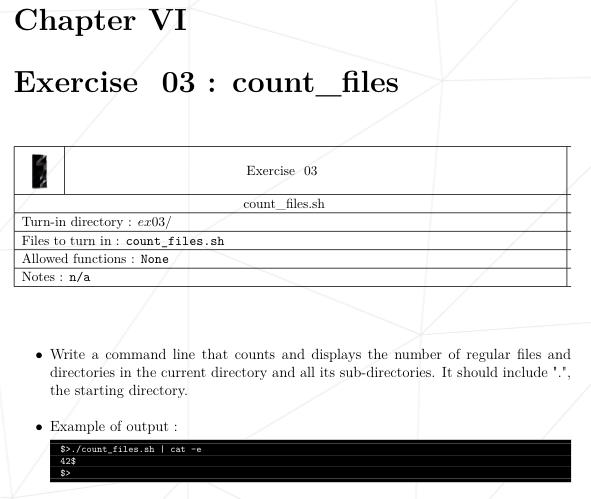 Chapter VI
Exercise 03 : count_files
Exercise 03
count_files.sh
Turn-in directory : ex03/
Files to turn in : count_files.sh
Allowed functions : None
Notes : n/a
• Write a command line that counts and displays the number of regular files and
directories in the current directory and all its sub-directories. It should include ".",
the starting directory.
• Example of output :
$>./count_files.sh | cat -e
42$
$>